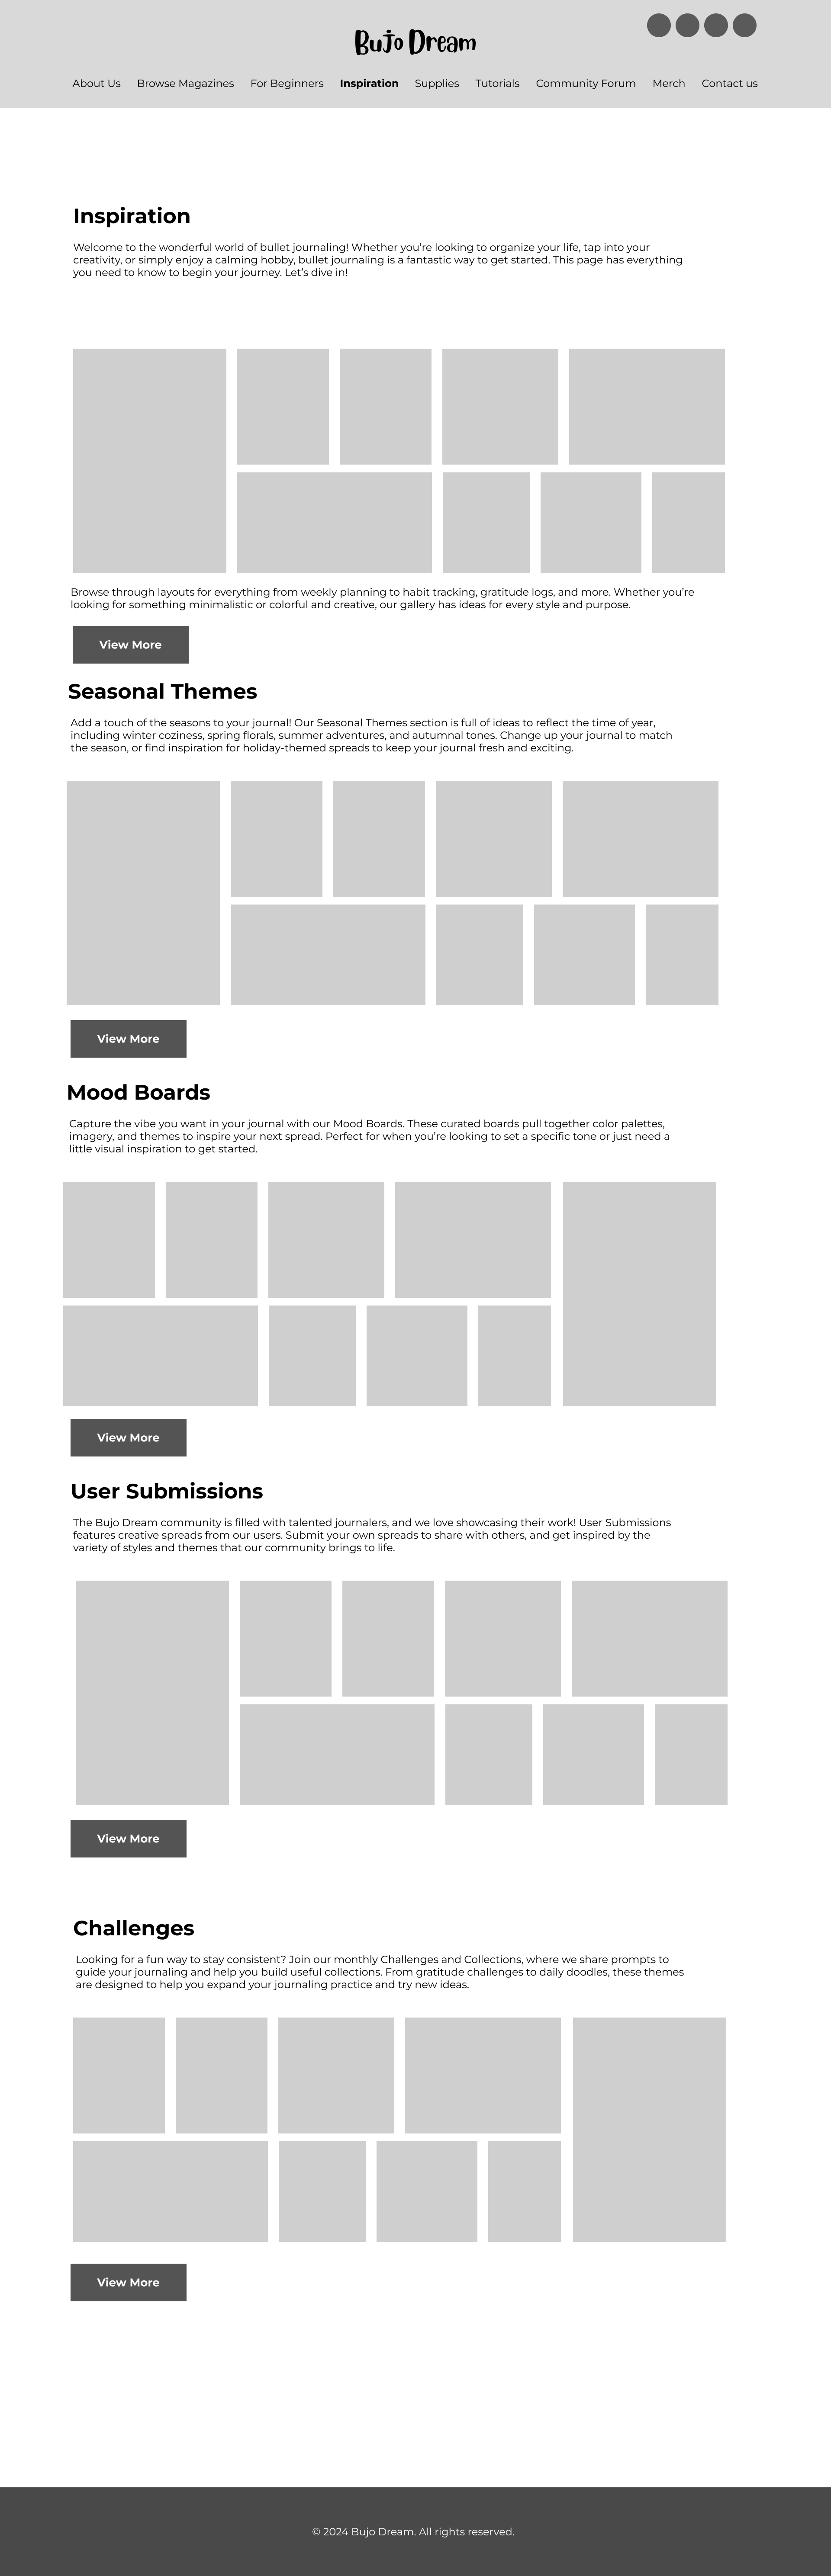 Bujo Dream
About Us Browse Magazines For Beginners Inspiration Supplies Tutorials Community Forum Merch Contact us
Inspiration
Welcome to the wonderful world of bullet journaling! Whether you’re looking to organize your life, tap into your
creativity, or simply enjoy a calming hobby, bullet journaling is a fantastic way to get started. This page has everything
you need to know to begin your journey. Let’s dive in!
Browse through layouts for everything from weekly planning to habit tracking, gratitude logs, and more. Whether you’re
looking for something minimalistic or colorful and creative, our gallery has ideas for every style and purpose.
View More
Seasonal Themes
Add a touch of the seasons to your journal! Our Seasonal Themes section is full of ideas to reflect the time of year,
including winter coziness, spring florals, summer adventures, and autumnal tones. Change up your journal to match
the season, or find inspiration for holiday-themed spreads to keep your journal fresh and exciting.
View More
Mood Boards
Capture the vibe you want in your journal with our Mood Boards. These curated boards pull together color palettes,
imagery, and themes to inspire your next spread. Perfect for when you’re looking to set a specific tone or just need a
little visual inspiration to get started.
View More
User Submissions
The Bujo Dream community is filled with talented journalers, and we love showcasing their work! User Submissions
features creative spreads from our users. Submit your own spreads to share with others, and get inspired by the
variety of styles and themes that our community brings to life.
View More
Challenges
Looking for a fun way to stay consistent? Join our monthly Challenges and Collections, where we share prompts to
guide your journaling and help you build useful collections. From gratitude challenges to daily doodles, these themes
are designed to help you expand your journaling practice and try new ideas.
View More
© 2024 Bujo Dream. All rights reserved.